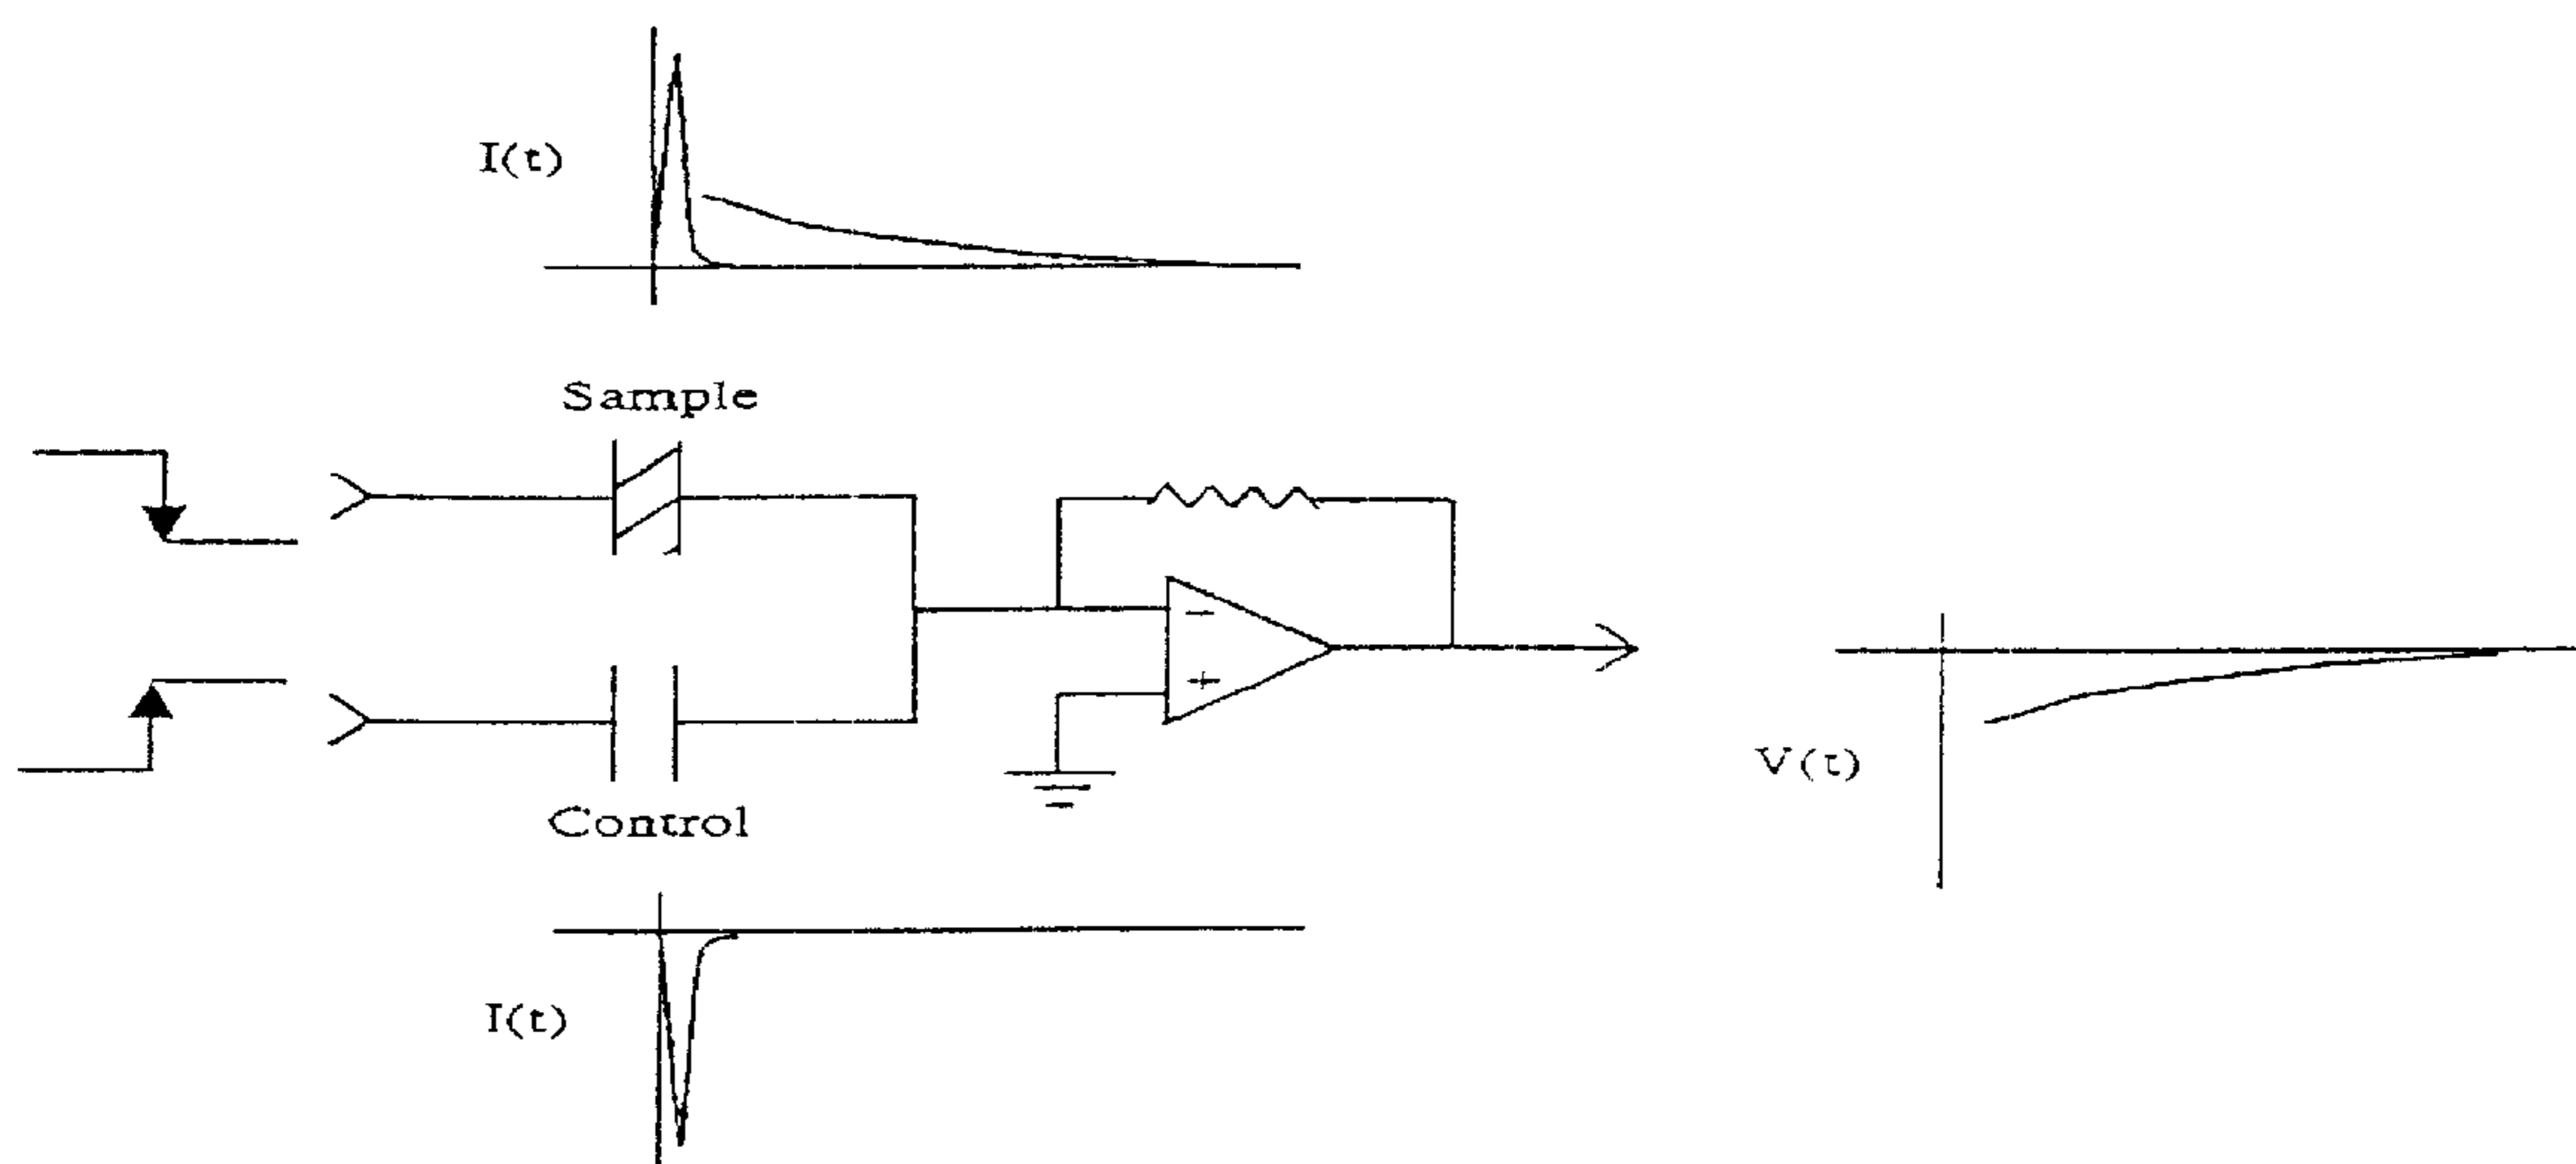 I(t)
Sample
−
+
V(t)
Control
I(t)